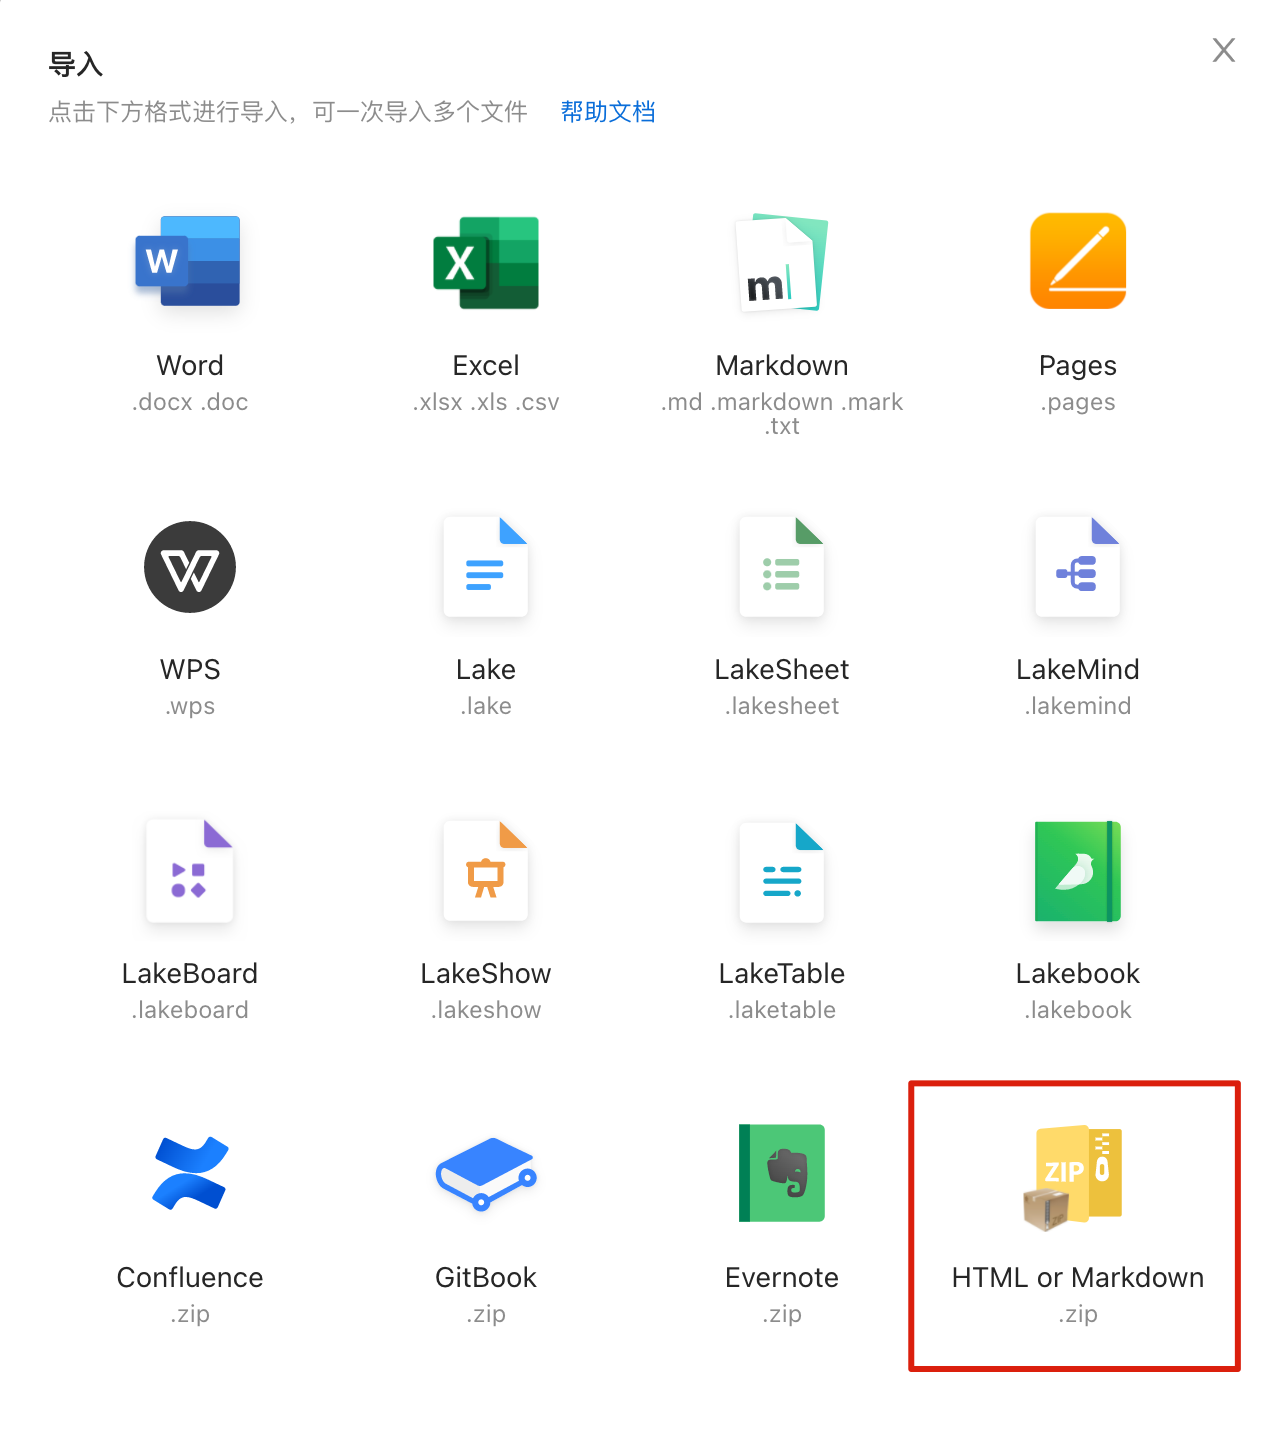 导入
X
点击下方格式进行导入，可一次导入多个文件 帮助文档
W
X
m
Word
Excel
Markdown
Pages
.docx .doc
.xlsx .xls .csv
.md .markdown .mark
.txt
.pages
WPS
Lake
LakeSheet
LakeMind
.wps
.lake
.lakesheet
.lakemind
LakeBoard
LakeShow
LakeTable
Lakebook
.lakeboard
.lakeshow
.laketable
.lakebook
ZIP
ZIP
Confluence
GitBook
Evernote
HTML or Markdown
.zip
.zip
.zip
.zip